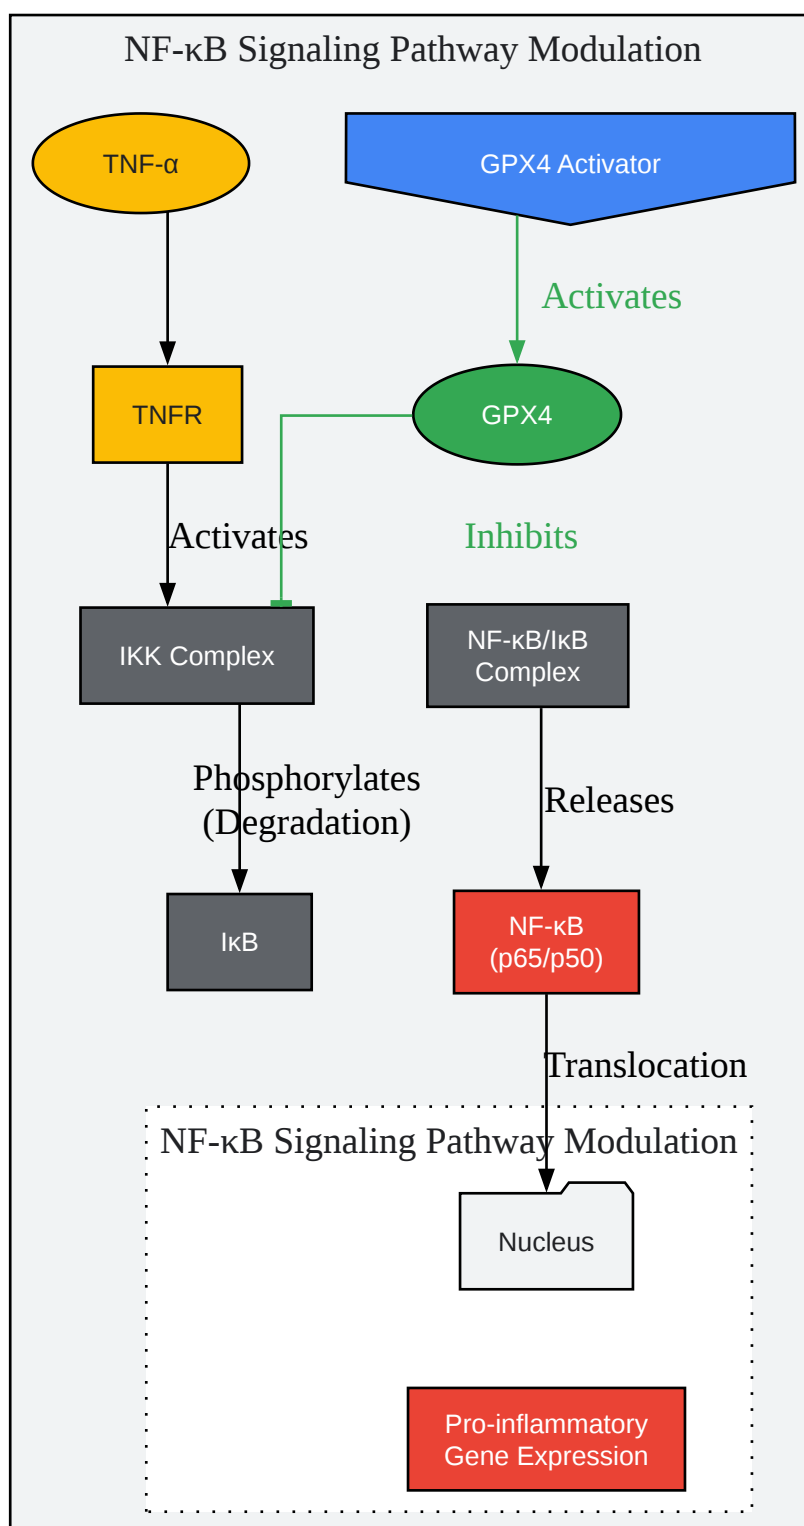 NF-κB Signaling Pathway Modulation
TNF-α
GPX4 Activator
Activates
TNFR
GPX4
Activates
Inhibits
IKK Complex
NF-κB/IκB
Complex
Phosphorylates
(Degradation)
Releases
IκB
NF-κB
(p65/p50)
Translocation
NF-κB Signaling Pathway Modulation
Nucleus
Pro-inflammatory
Gene Expression